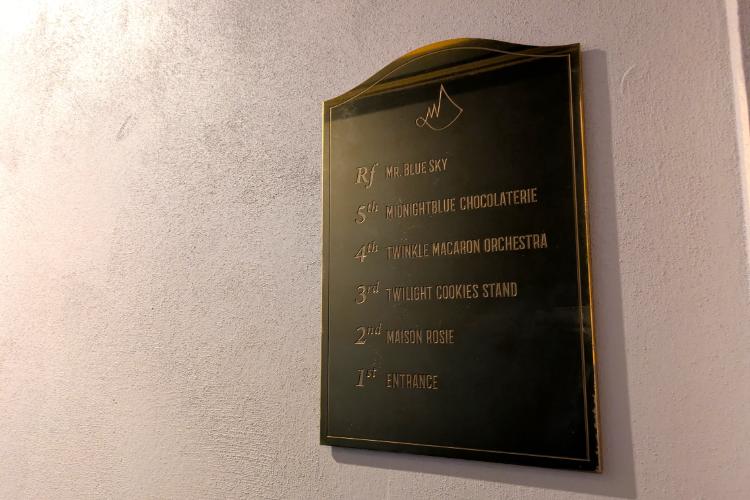 Rf MR. BLUE SKY
5th MIDNIGHTBLUE CHOCOLATERIE
4th TWINKLE MACARON ORCHESTRA
3rd TWILIGHT COOKIES STAND
2nd MAISON ROSIE
1st ENTRANCE